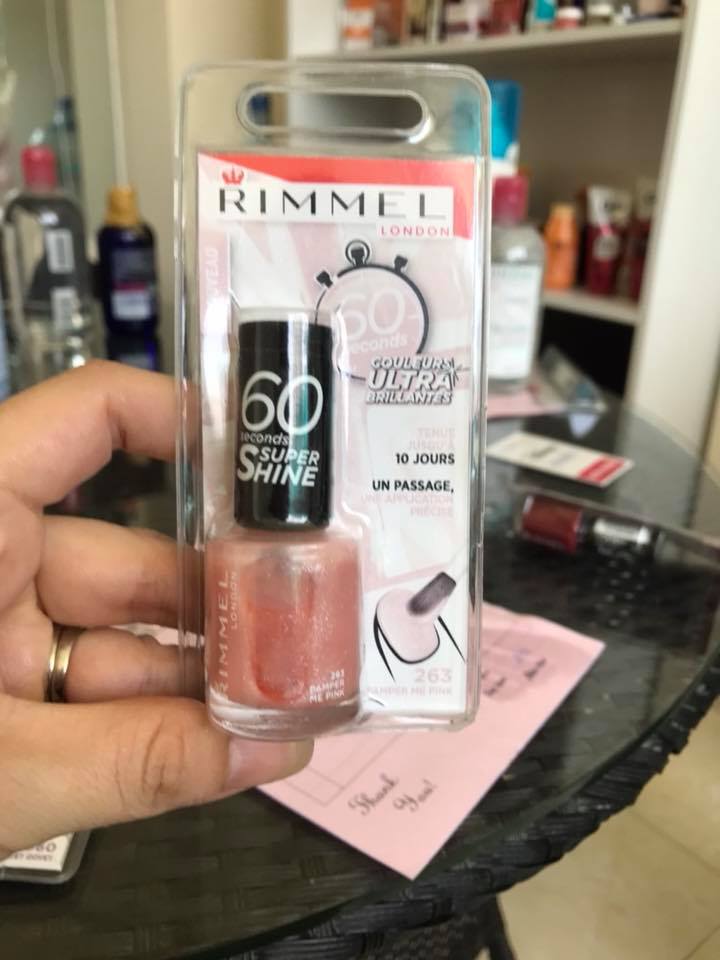 RIMMEL
LONDON
60
seconds
COULEURS
ULTRA
BRILLANTES
60
seconds
SUPER
SHINE
TENUE
JUSQU'À
10 JOURS
UN PASSAGE,
UNE APPLICATION
PRÉCISE
RIMMEL
LONDON
263
PAMPER
ME PINK
263
PAMPER ME PINK
Thank
You!